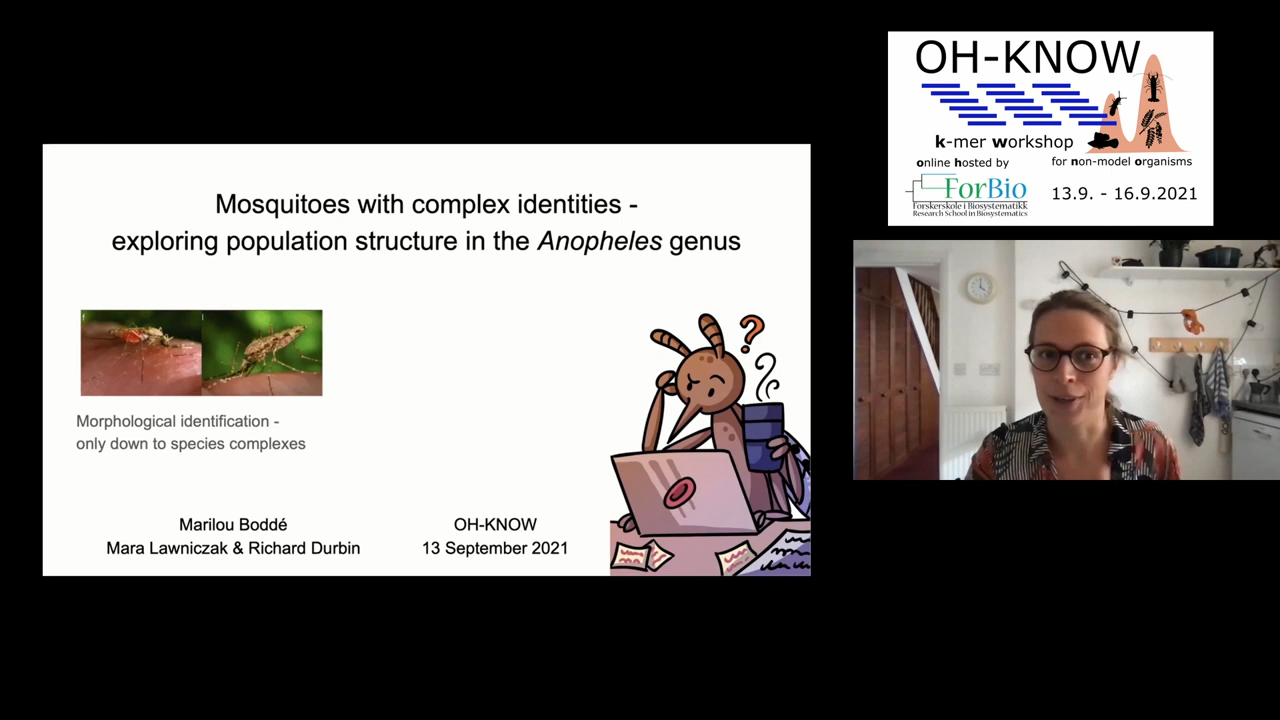 Mosquitoes with complex identities -
exploring population structure in the Anopheles genus
Morphological identification -
only down to species complexes
Marilou Boddé
Mara Lawniczak & Richard Durbin
OH-KNOW
13 September 2021
?
OH-KNOW
k-mer workshop
online hosted by
for non-model organisms
ForBio
Forskerskole i Biosystematikk
Research School in Biosystematics
13.9. - 16.9.2021